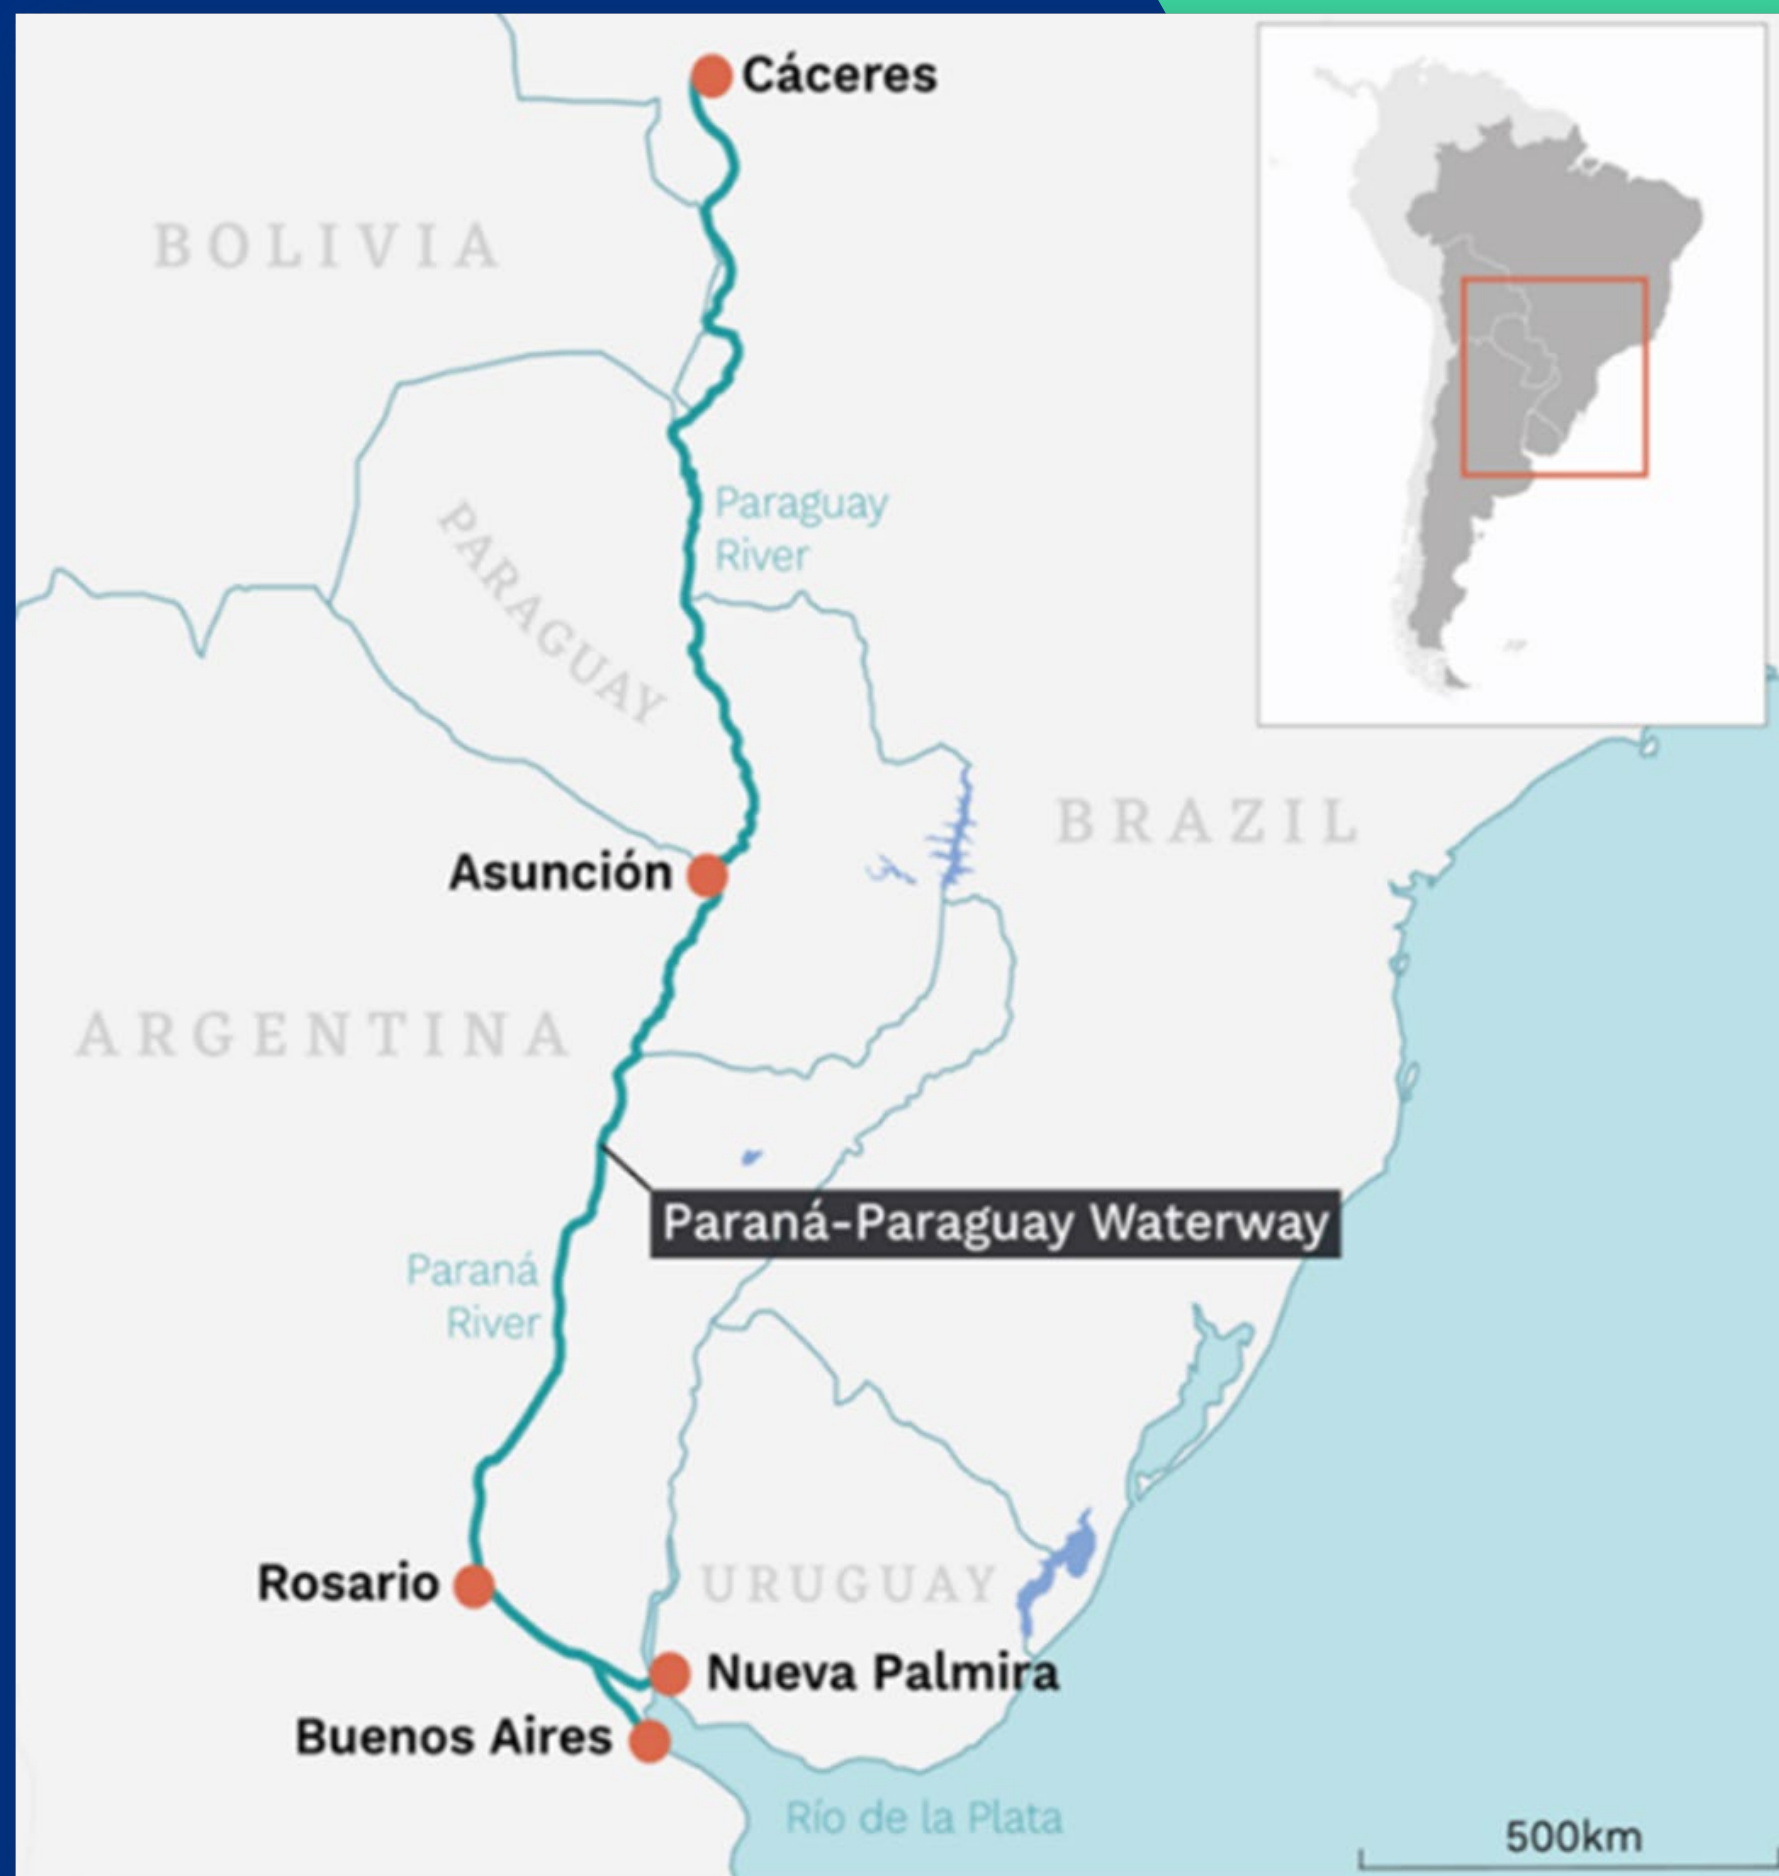 Cáceres
BOLIVIA
Paraguay
River
PARAGUAY
BRAZIL
Asunción
ARGENTINA
Paraná-Paraguay Waterway
Paraná
River
Rosario
URUGUAY
Nueva Palmira
Buenos Aires
Río de la Plata
500km